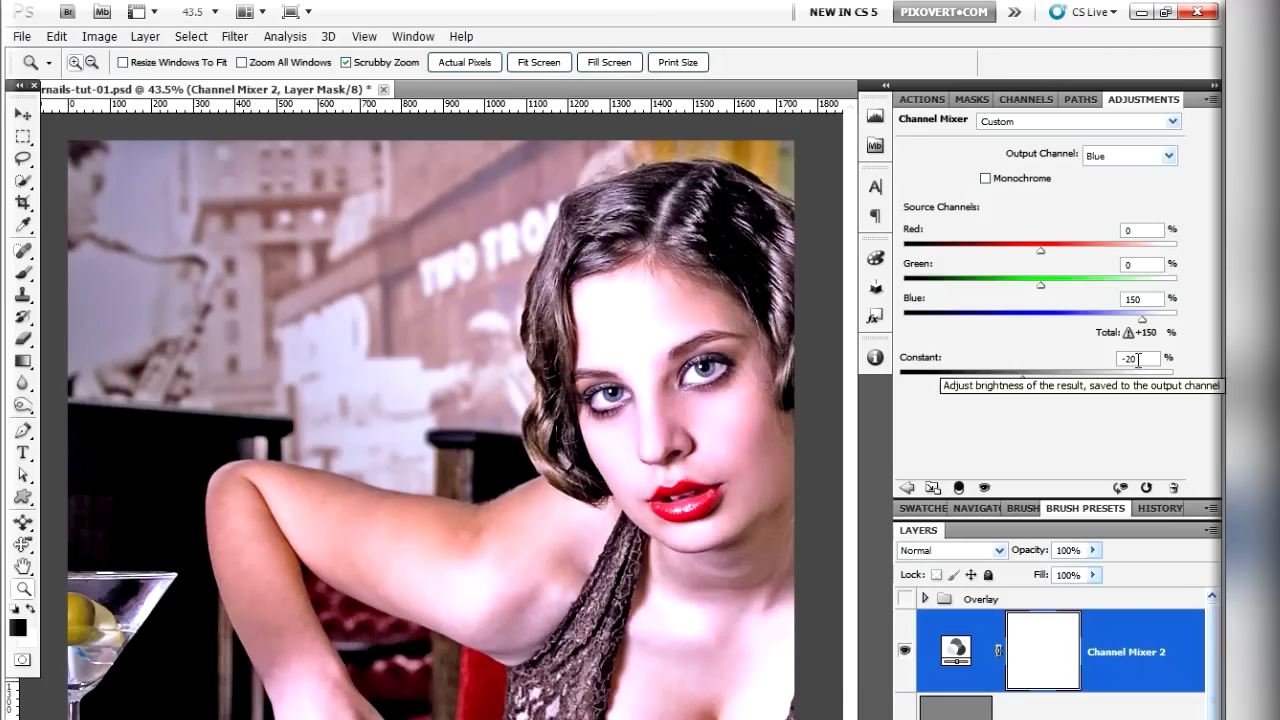 Ps Br Mb 43.5 NEW IN CS 5 PIXOVERT•COM CS Live
File Edit Image Layer Select Filter Analysis 3D View Window Help
Resize Windows To Fit Zoom All Windows Scrubby Zoom Actual Pixels Fit Screen Fill Screen Print Size
rnails-tut-01.psd @ 43.5% (Channel Mixer 2, Layer Mask/8) *
0 100 200 300 400 500 600 700 800 900 1000 1100 1200 1300 1400 1500 1600 1700 1800
ACTIONS MASKS CHANNELS PATHS ADJUSTMENTS
Channel Mixer Custom
Mb
Output Channel: Blue
Monochrome
Source Channels:
Red: 0 %
Green: 0 %
Blue: 150 %
Total: +150 %
Constant: -20 %
Adjust brightness of the result, saved to the output channel
SWATCHE NAVIGAT BRUSH BRUSH PRESETS HISTORY
LAYERS
Normal Opacity: 100%
Lock: Fill: 100%
Overlay
Channel Mixer 2